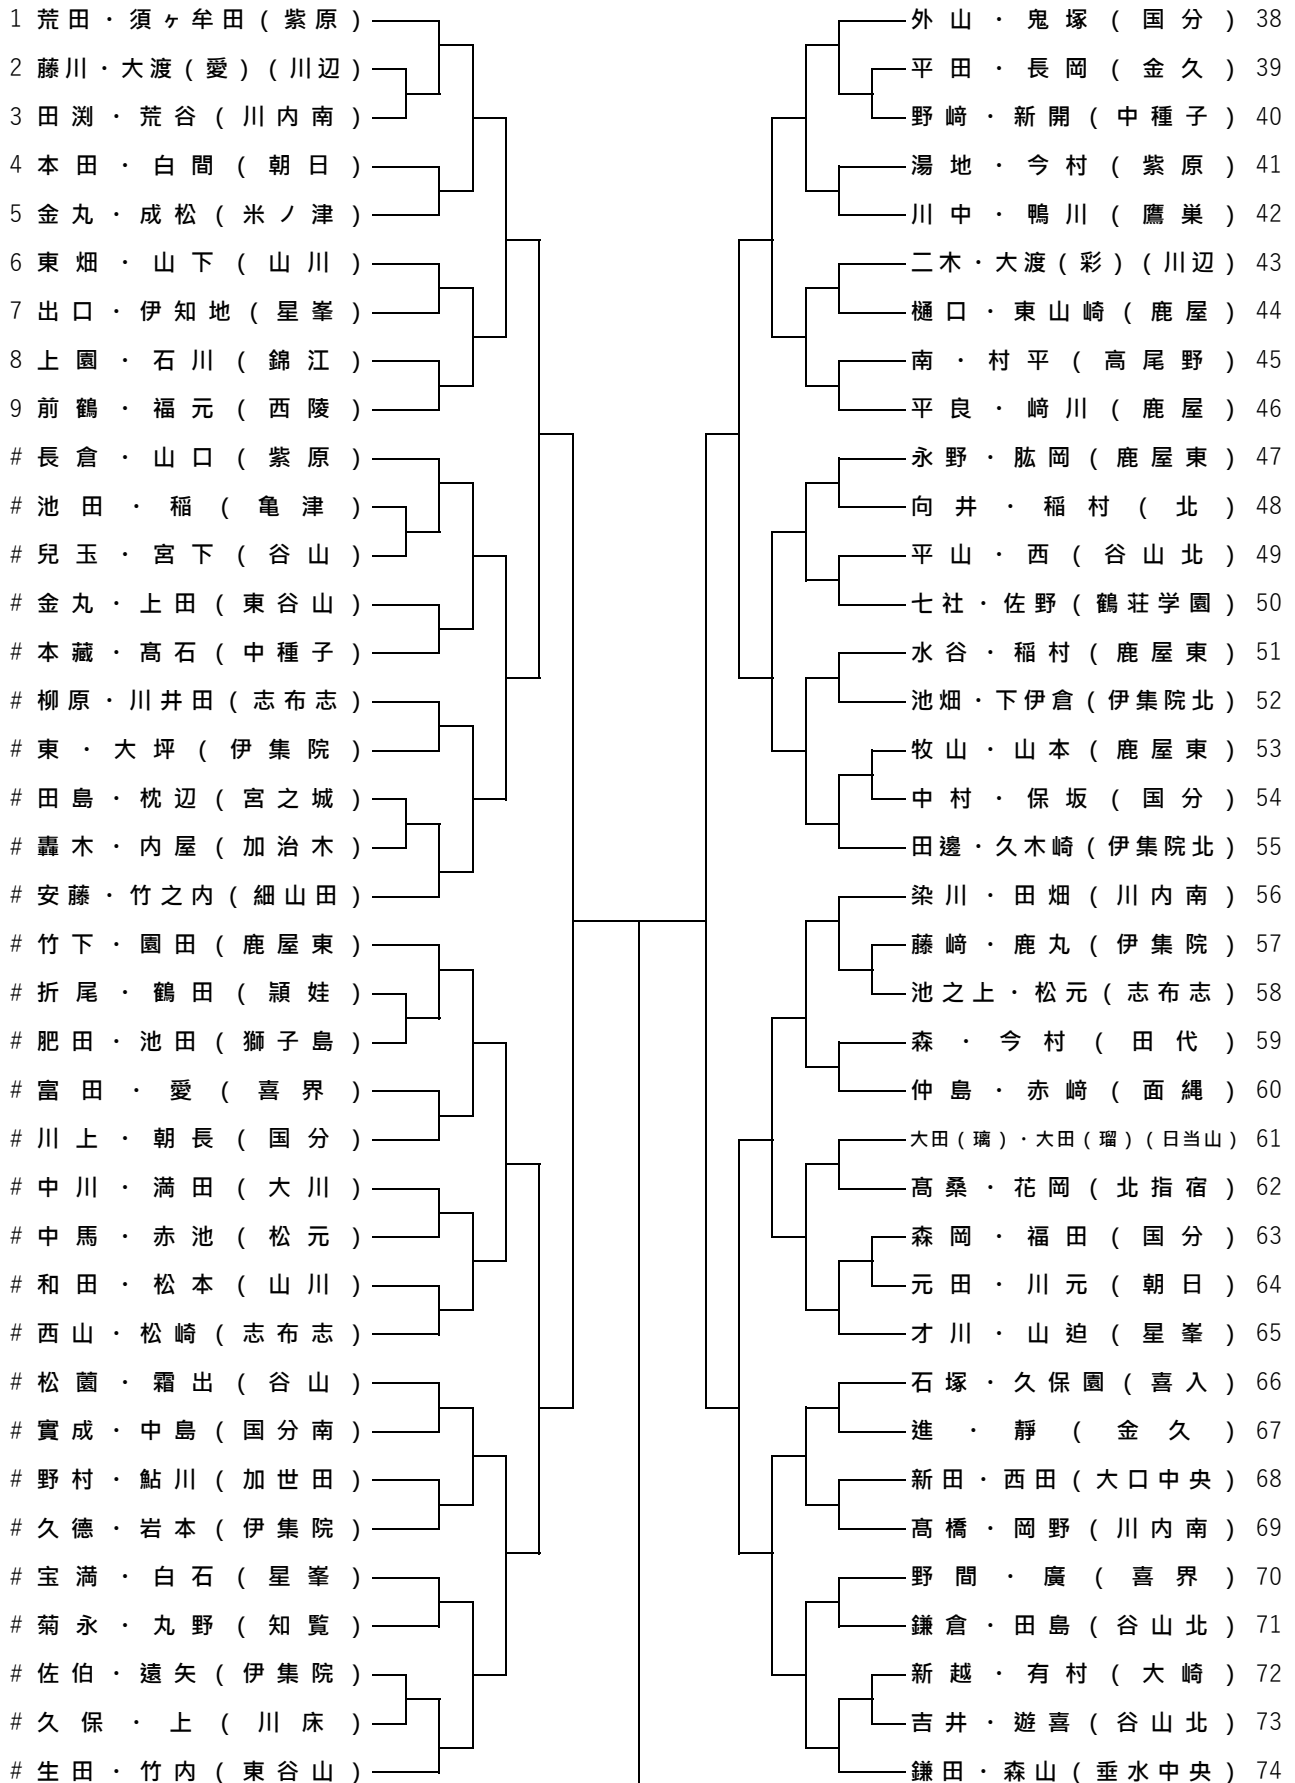 1 荒田・須ヶ牟田(紫原)
2 藤川・大渡(愛)(川辺)
3 田渕・荒谷(川内南)
4 本田・白間(朝日)
5 金丸・成松(米ノ津)
6 東畑・山下(山川)
7 出口・伊知地(星峯)
8 上園・石川(錦江)
9 前鶴・福元(西陵)
# 長倉・山口(紫原)
# 池田・稲(亀津)
# 兒玉・宮下(谷山)
# 金丸・上田(東谷山)
# 本藏・髙石(中種子)
# 柳原・川井田(志布志)
# 東・大坪(伊集院)
# 田島・枕辺(宮之城)
# 轟木・内屋(加治木)
# 安藤・竹之内(細山田)
# 竹下・園田(鹿屋東)
# 折尾・鶴田(頴娃)
# 肥田・池田(獅子島)
# 富田・愛(喜界)
# 川上・朝長(国分)
# 中川・満田(大川)
# 中馬・赤池(松元)
# 和田・松本(山川)
# 西山・松崎(志布志)
# 松薗・霜出(谷山)
# 實成・中島(国分南)
# 野村・鮎川(加世田)
# 久德・岩本(伊集院)
# 宝満・白石(星峯)
# 菊永・丸野(知覧)
# 佐伯・遠矢(伊集院)
# 久保・上(川床)
# 生田・竹内(東谷山)
外山・鬼塚(国分) 38
平田・長岡(金久) 39
野﨑・新開(中種子) 40
湯地・今村(紫原) 41
川中・鴨川(鷹巣) 42
二木・大渡(彩)(川辺) 43
樋口・東山崎(鹿屋) 44
南・村平(高尾野) 45
平良・﨑川(鹿屋) 46
永野・肱岡(鹿屋東) 47
向井・稲村(北) 48
平山・西(谷山北) 49
七社・佐野(鶴荘学園) 50
水谷・稲村(鹿屋東) 51
池畑・下伊倉(伊集院北) 52
牧山・山本(鹿屋東) 53
中村・保坂(国分) 54
田邊・久木崎(伊集院北) 55
染川・田畑(川内南) 56
藤﨑・鹿丸(伊集院) 57
池之上・松元(志布志) 58
森・今村(田代) 59
仲島・赤﨑(面縄) 60
大田(璃)・大田(瑠)(日当山) 61
髙桑・花岡(北指宿) 62
森岡・福田(国分) 63
元田・川元(朝日) 64
才川・山迫(星峯) 65
石塚・久保園(喜入) 66
進・靜(金久) 67
新田・西田(大口中央) 68
髙橋・岡野(川内南) 69
野間・廣(喜界) 70
鎌倉・田島(谷山北) 71
新越・有村(大崎) 72
吉井・遊喜(谷山北) 73
鎌田・森山(垂水中央) 74